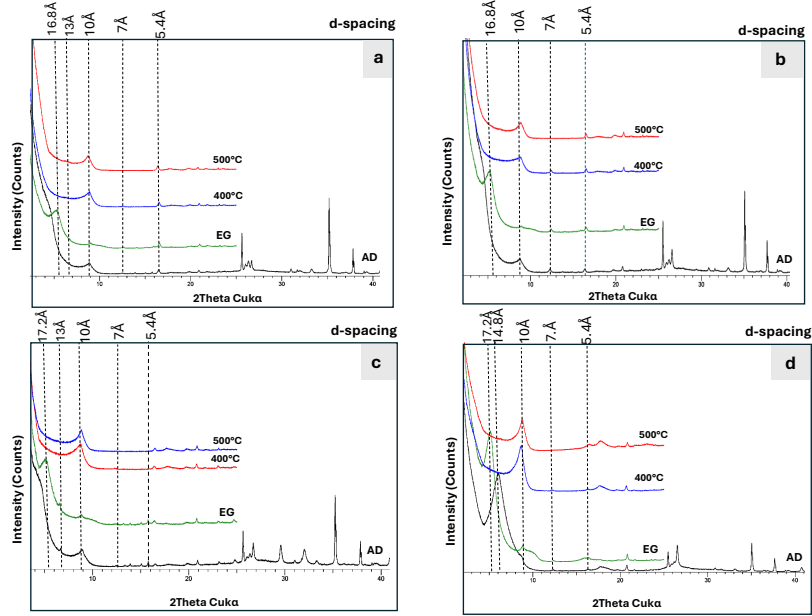 16.8Å 13Å 10Å 7Å 5.4Å
d-spacing
a
Intensity (Counts)
500°C
400°C
EG
AD
10 20 30 40
2Theta Cukα
16.8Å 10Å 7Å 5.4Å
d-spacing
b
Intensity (Counts)
500°C
400°C
EG
AD
10 20 30 40
2Theta Cukα
17.2Å 13Å 10Å 7Å 5.4Å
d-spacing
c
Intensity (Counts)
500°C
400°C
EG
AD
10 20 30 40
2Theta Cukα
17.2Å 14.8Å 10Å 7.Å 5.4Å
d-spacing
d
Intensity (Counts)
500°C
400°C
EG
AD
10 20 30 40
2Theta Cukα